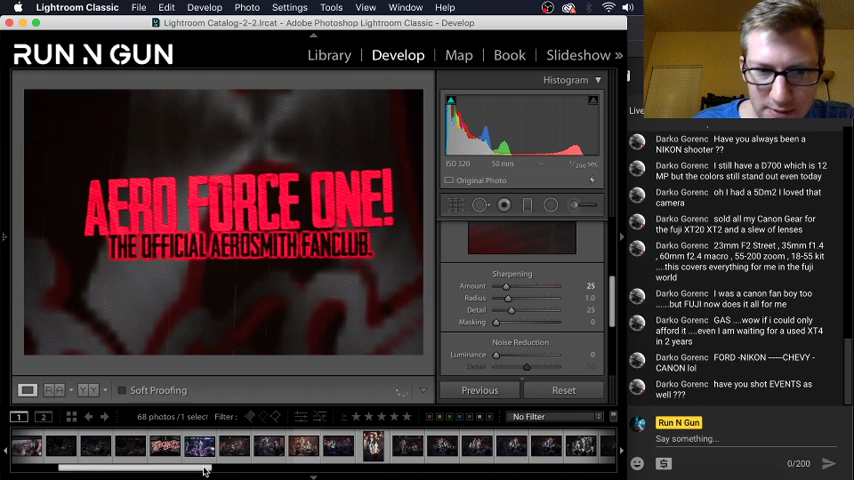 Lightroom Classic File Edit Develop Photo Settings Tools View Window Help
Lightroom Catalog-2-2.lrcat - Adobe Photoshop Lightroom Classic - Develop
RUN N GUN
Library | Develop | Map | Book | Slideshow »
Histogram
ISO 320 50 mm – 1/200 sec
Original Photo
AERO FORCE ONE!
THE OFFICIAL AEROSMITH FANCLUB.
Sharpening
Amount 25
Radius 1.0
Detail 25
Masking 0
Noise Reduction
Luminance 0
Detail
Soft Proofing
Previous Reset
1 2 68 photos /1 select Filter : No Filter
Live
Darko Gorenc Have you always been a
NIKON shooter ??
Darko Gorenc I still have a D700 which is 12
MP but the colors still stand out even today
Darko Gorenc oh I had a 5Dm2 I loved that
camera
Darko Gorenc sold all my Canon Gear for
the fuji XT20 XT2 and a slew of lenses
Darko Gorenc 23mm F2 Street , 35mm f1.4
, 60mm f2.4 macro , 55-200 zoom , 18-55 kit
....this covers everything for me in the fuji
world
Darko Gorenc I was a canon fan boy too
......but FUJI now does it all for me
Darko Gorenc GAS ....wow if i could only
afford it ....even I am waiting for a used XT4
in 2 years
Darko Gorenc FORD -NIKON ------CHEVY -
CANON lol
Darko Gorenc have you shot EVENTS as
well ???
Run N Gun
Say something...
0/200